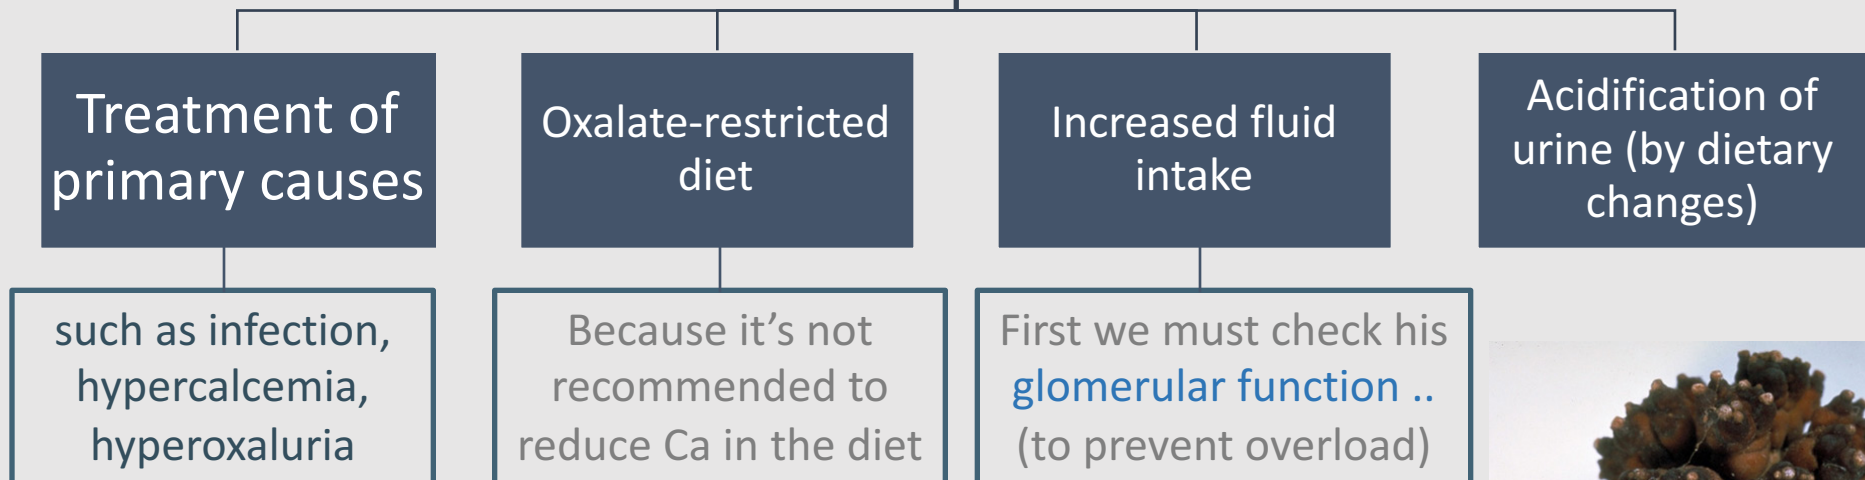 Treatment of
primary causes
Oxalate-restricted
diet
Increased fluid
intake
Acidification of
urine (by dietary
changes)
such as infection,
hypercalcemia,
hyperoxaluria
Because it’s not
recommended to
reduce Ca in the diet
First we must check his
glomerular function ..
(to prevent overload)